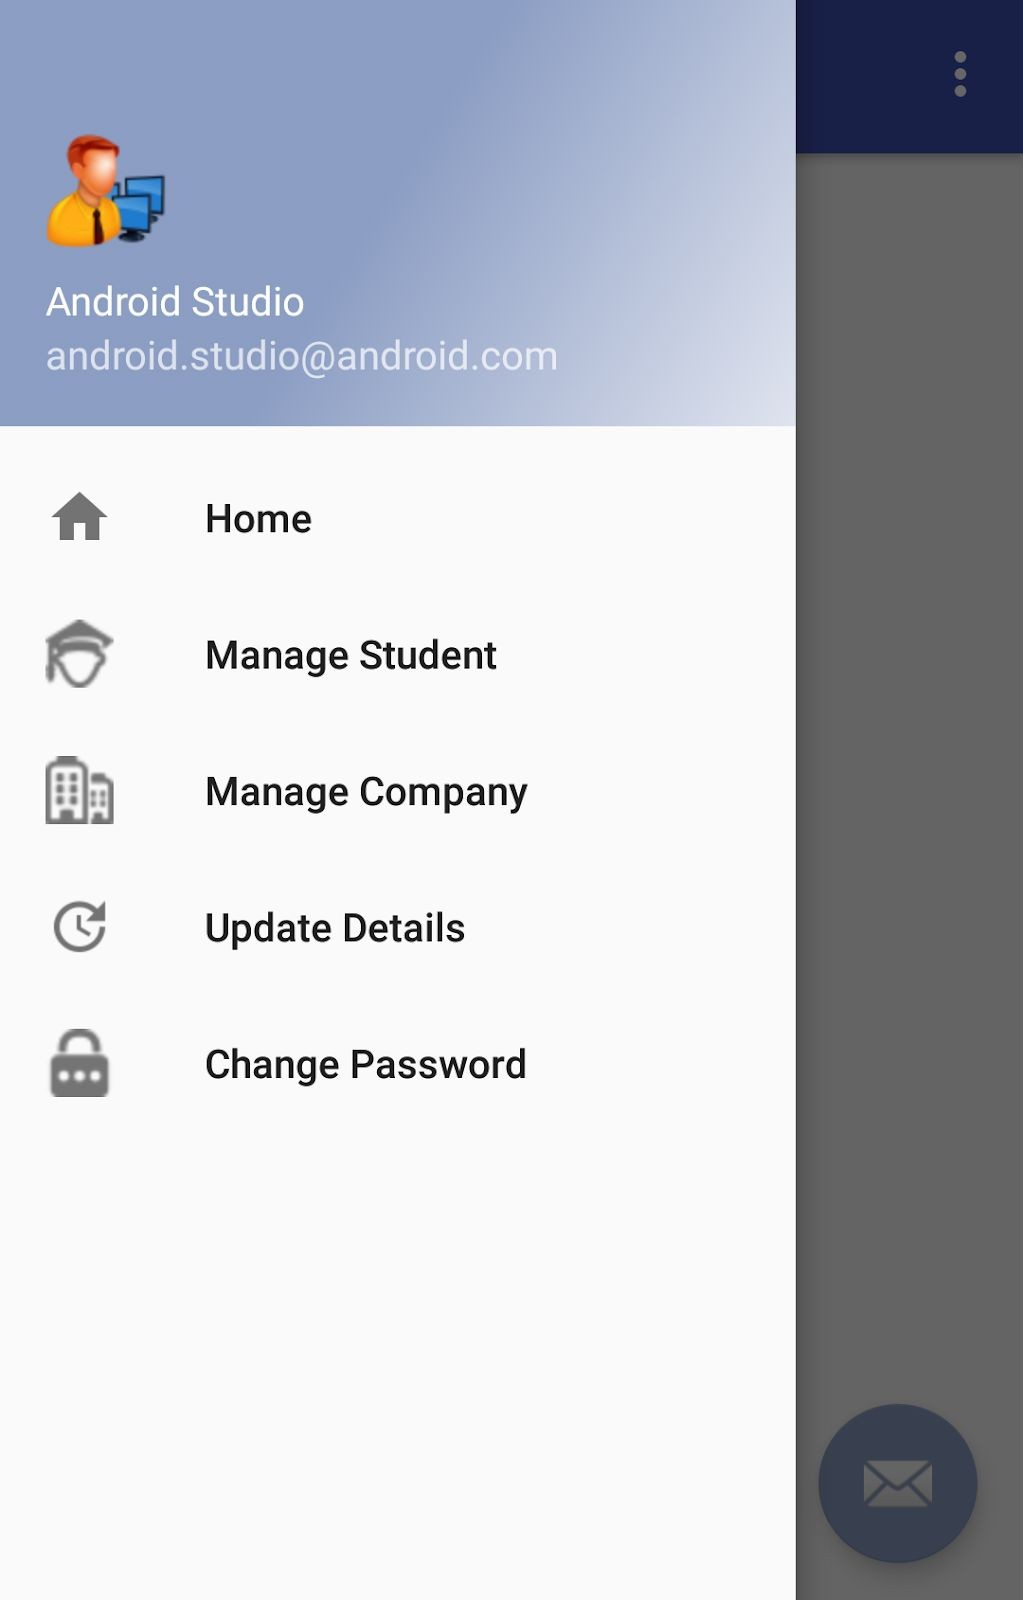 Android Studio
android.studio@android.com
Home
Manage Student
Manage Company
Update Details
Change Password